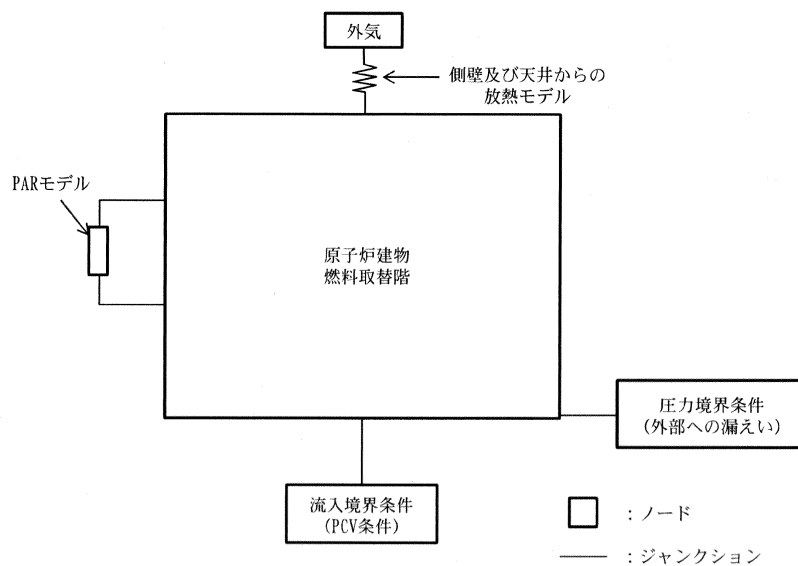 外気
側壁及び天井からの
放熱モデル
PARモデル
原子炉建物
燃料取替階
圧力境界条件
(外部への漏えい)
流入境界条件
(PCV条件)
：ノード
：ジャンクション